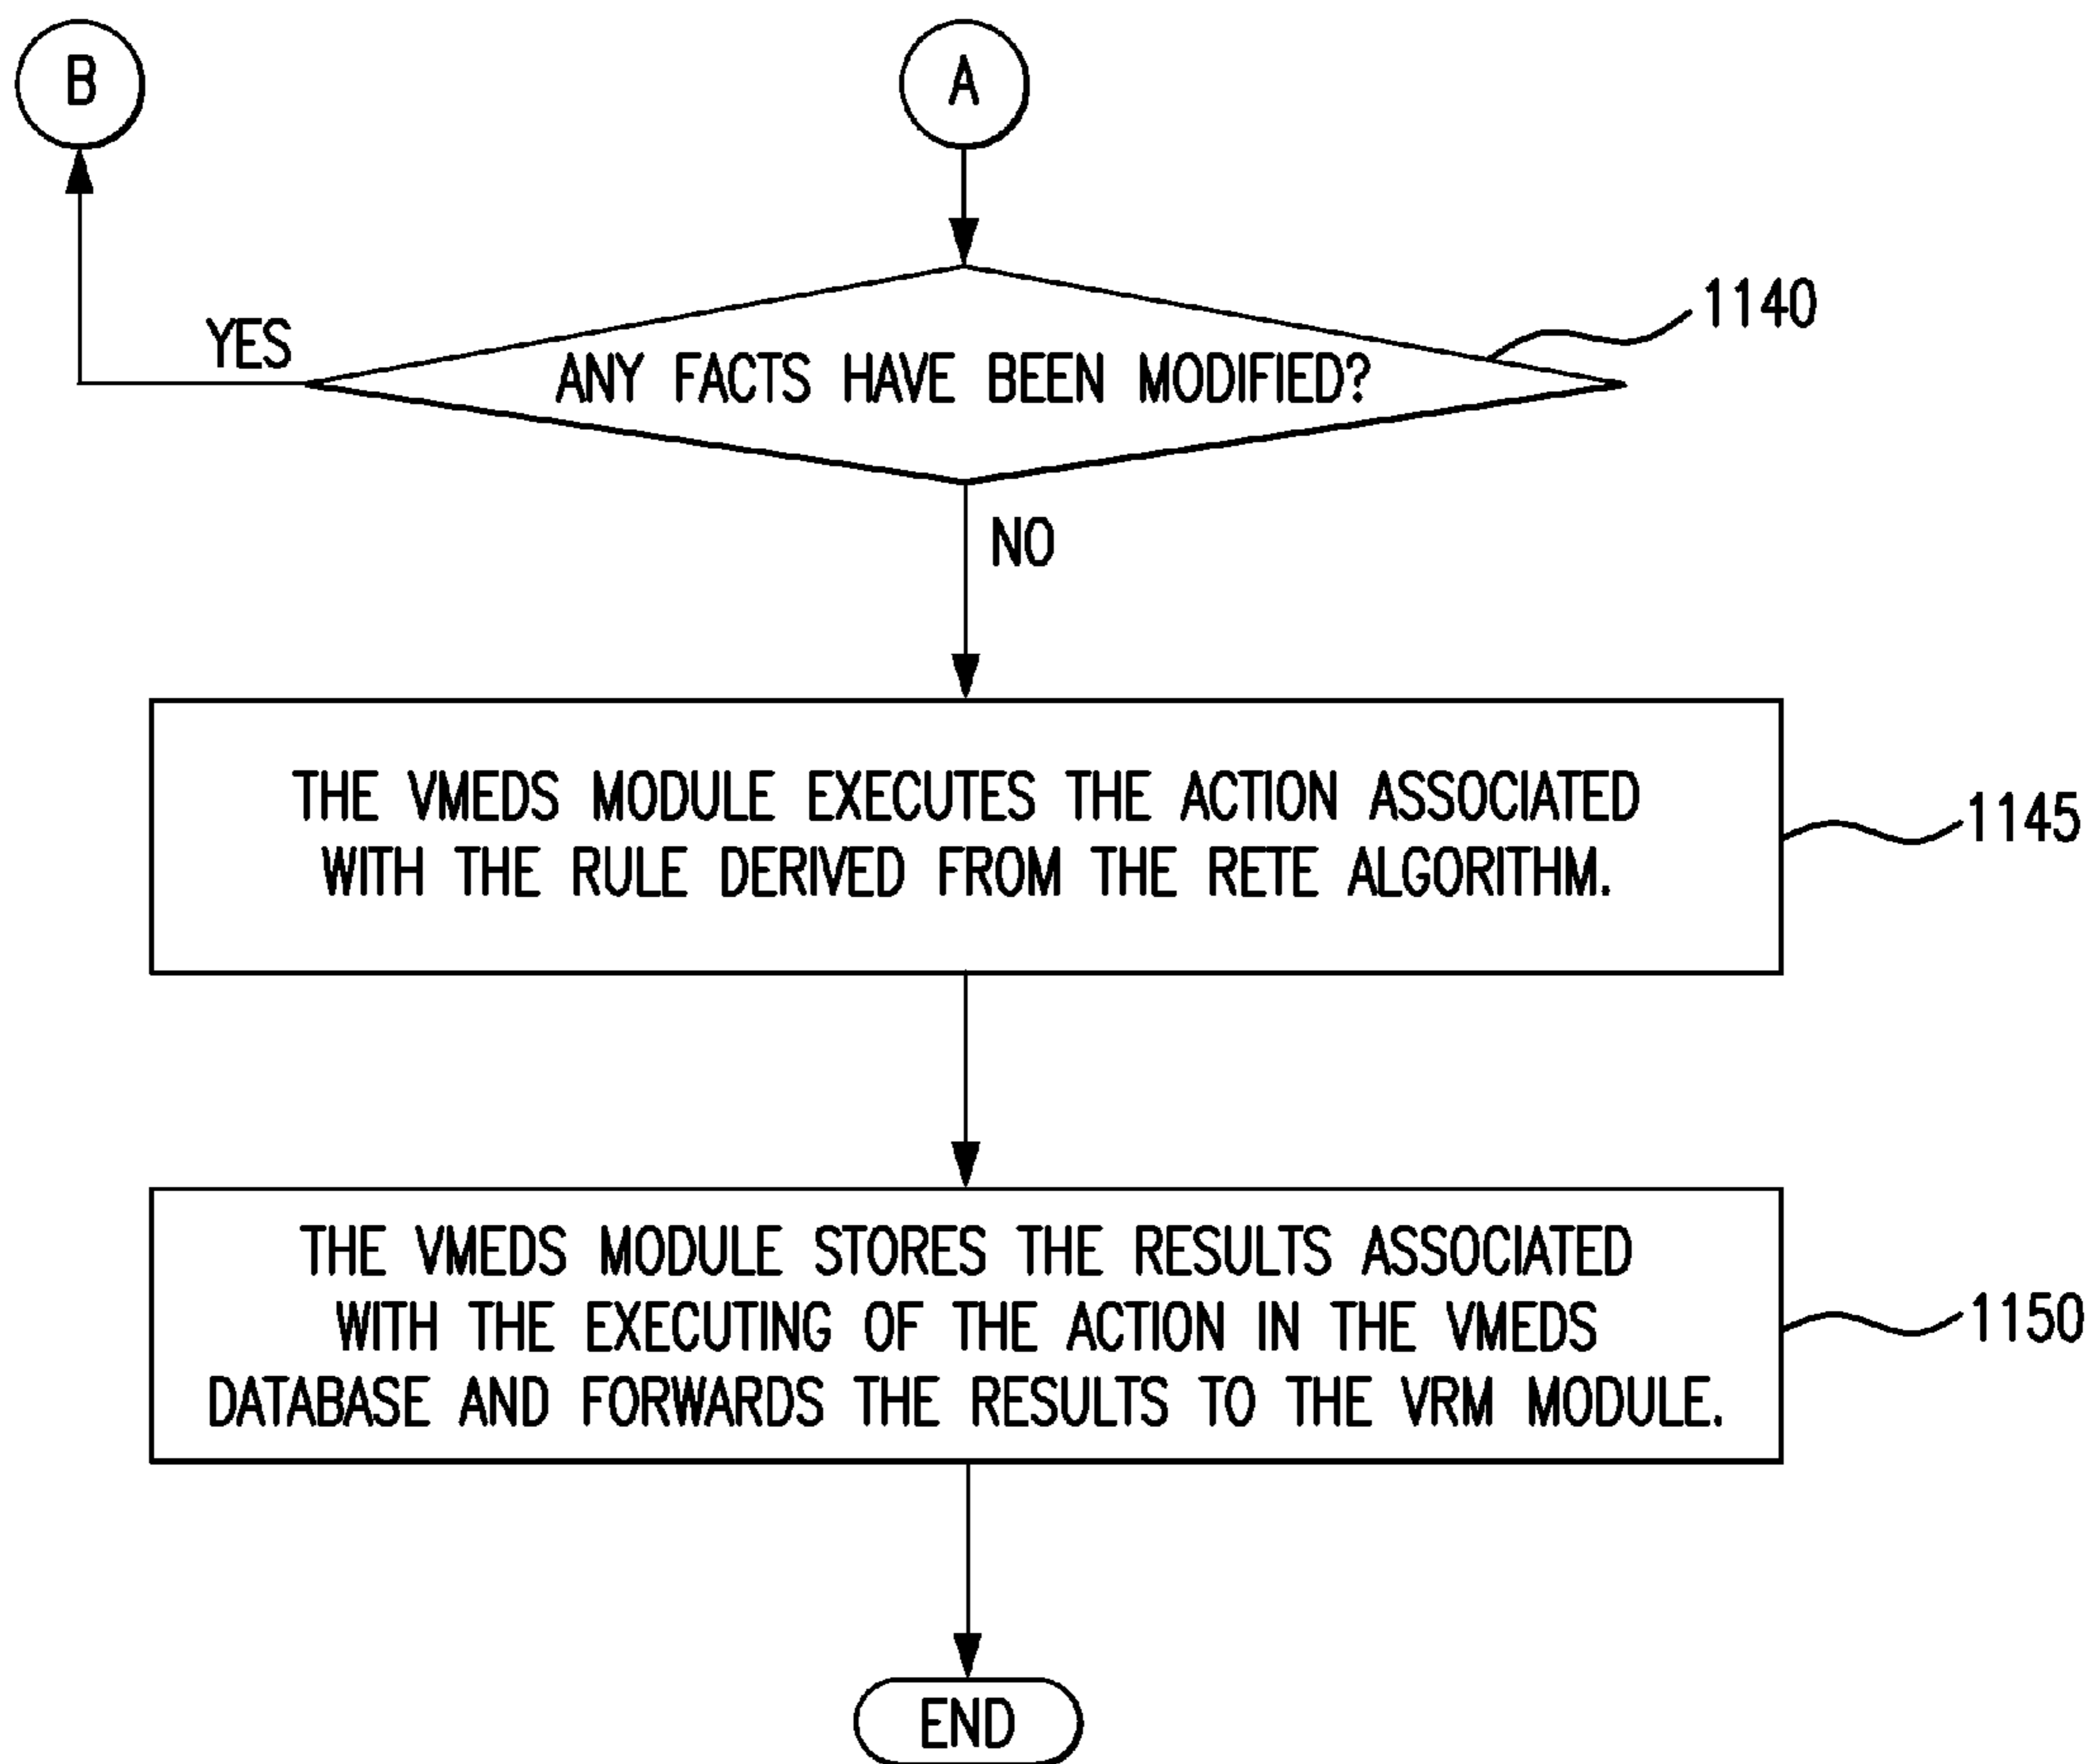 B
A
YES
1140
ANY FACTS HAVE BEEN MODIFIED?
NO
THE VMEDS MODULE EXECUTES THE ACTION ASSOCIATED
WITH THE RULE DERIVED FROM THE RETE ALGORITHM.
1145
THE VMEDS MODULE STORES THE RESULTS ASSOCIATED
WITH THE EXECUTING OF THE ACTION IN THE VMEDS
DATABASE AND FORWARDS THE RESULTS TO THE VRM MODULE.
1150
END